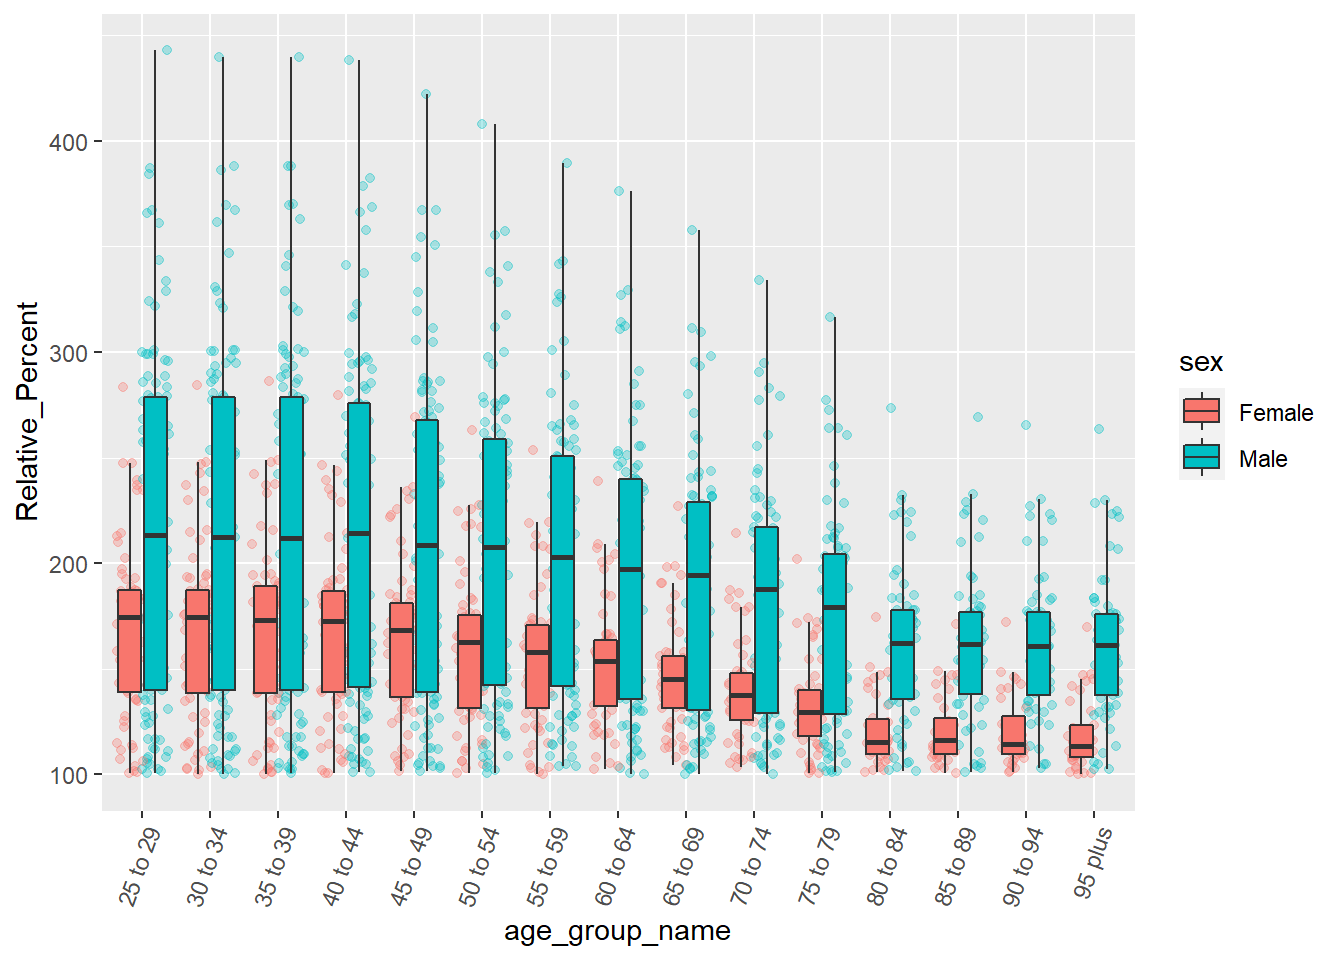 Relative_Percent
400
300
200
100
25 to 29
30 to 34
35 to 39
40 to 44
45 to 49
50 to 54
55 to 59
60 to 64
65 to 69
70 to 74
75 to 79
80 to 84
85 to 89
90 to 94
95 plus
age_group_name
sex
Female
Male